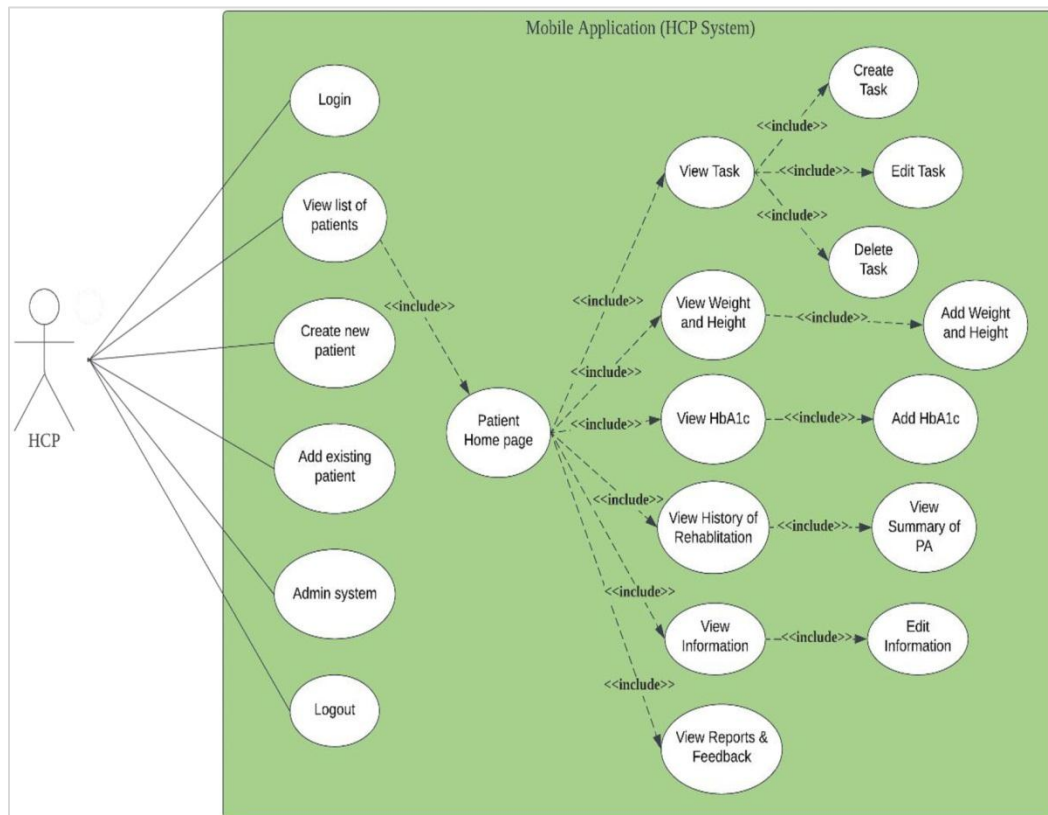 Mobile Application (HCP System)
HCP
Login
View list of
patients
Create new
patient
Add existing
patient
Admin system
Logout
<<include>>
Patient
Home page
<<include>>
<<include>>
<<include>>
<<include>>
<<include>>
<<include>>
View Task
<<include>>
<<include>>
<<include>>
Create
Task
Edit Task
Delete
Task
View Weight
and Height
<<include>>
Add Weight
and Height
View HbA1c
<<include>>
Add HbA1c
View History of
Rehablitation
<<include>>
View
Summary of
PA
View
Information
<<include>>
Edit
Information
View Reports &
Feedback